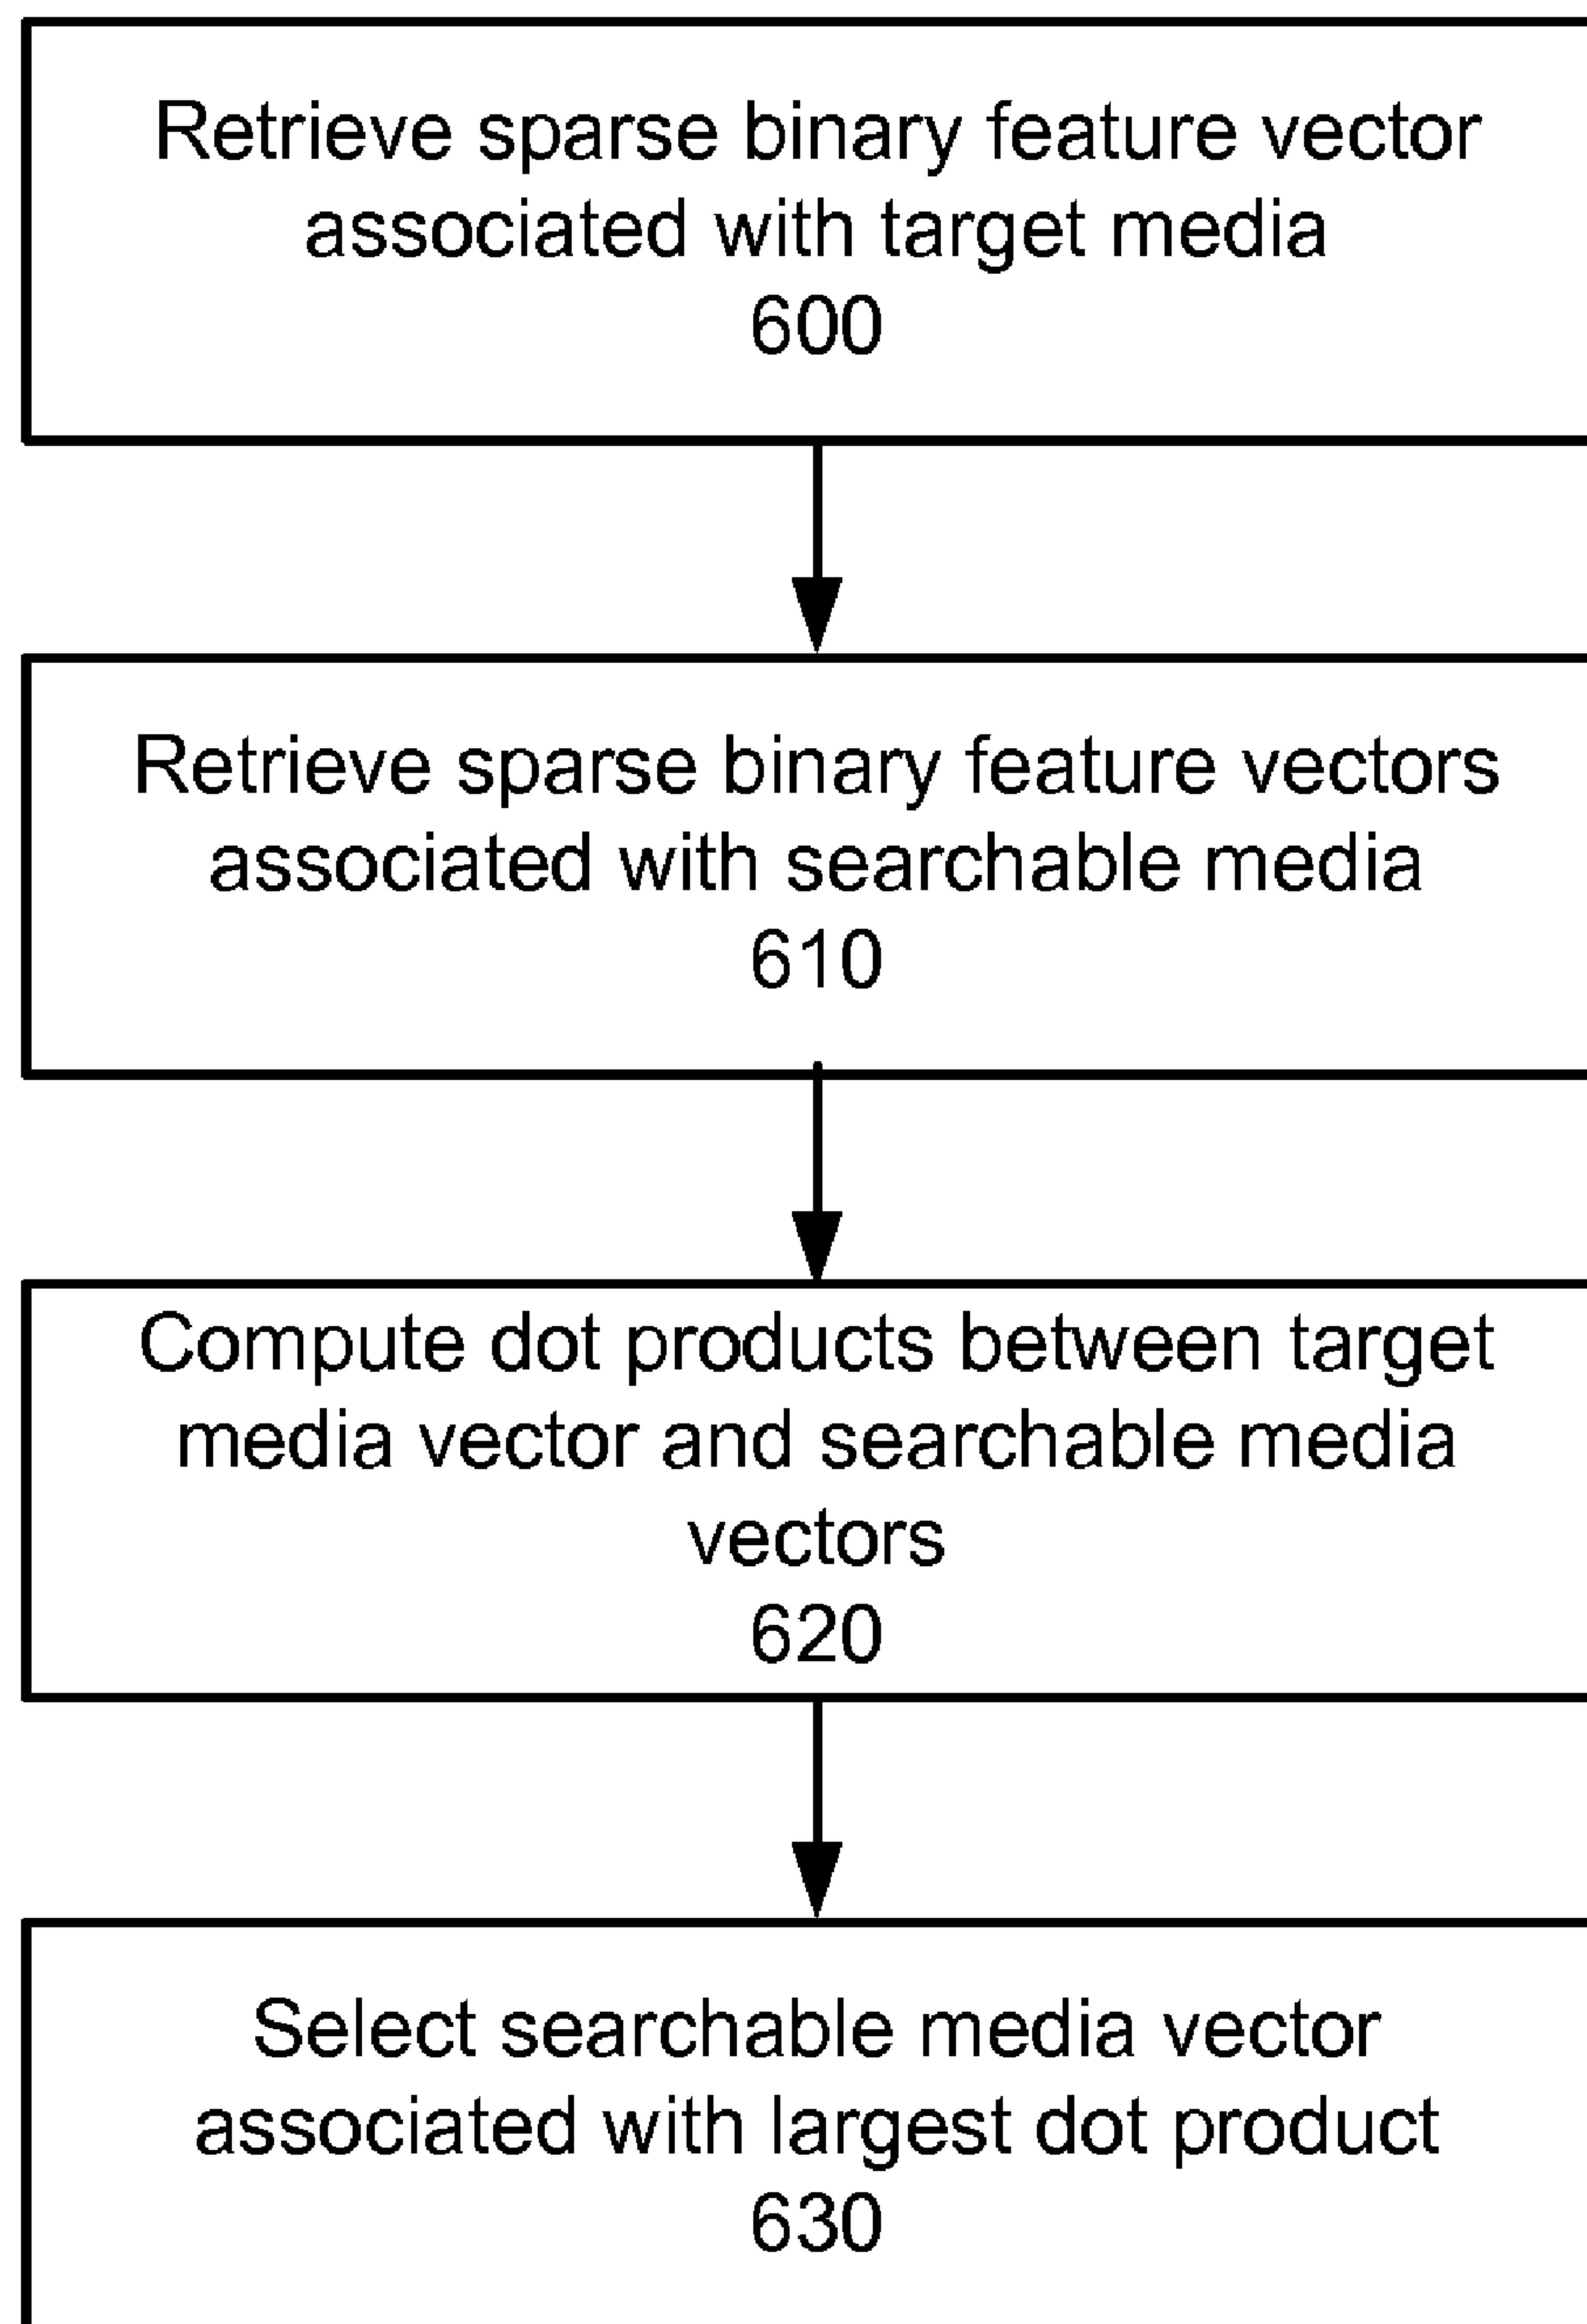 Retrieve sparse binary feature vector
associated with target media
600
Retrieve sparse binary feature vectors
associated with searchable media
610
Compute dot products between target
media vector and searchable media
vectors
620
Select searchable media vector
associated with largest dot product
630